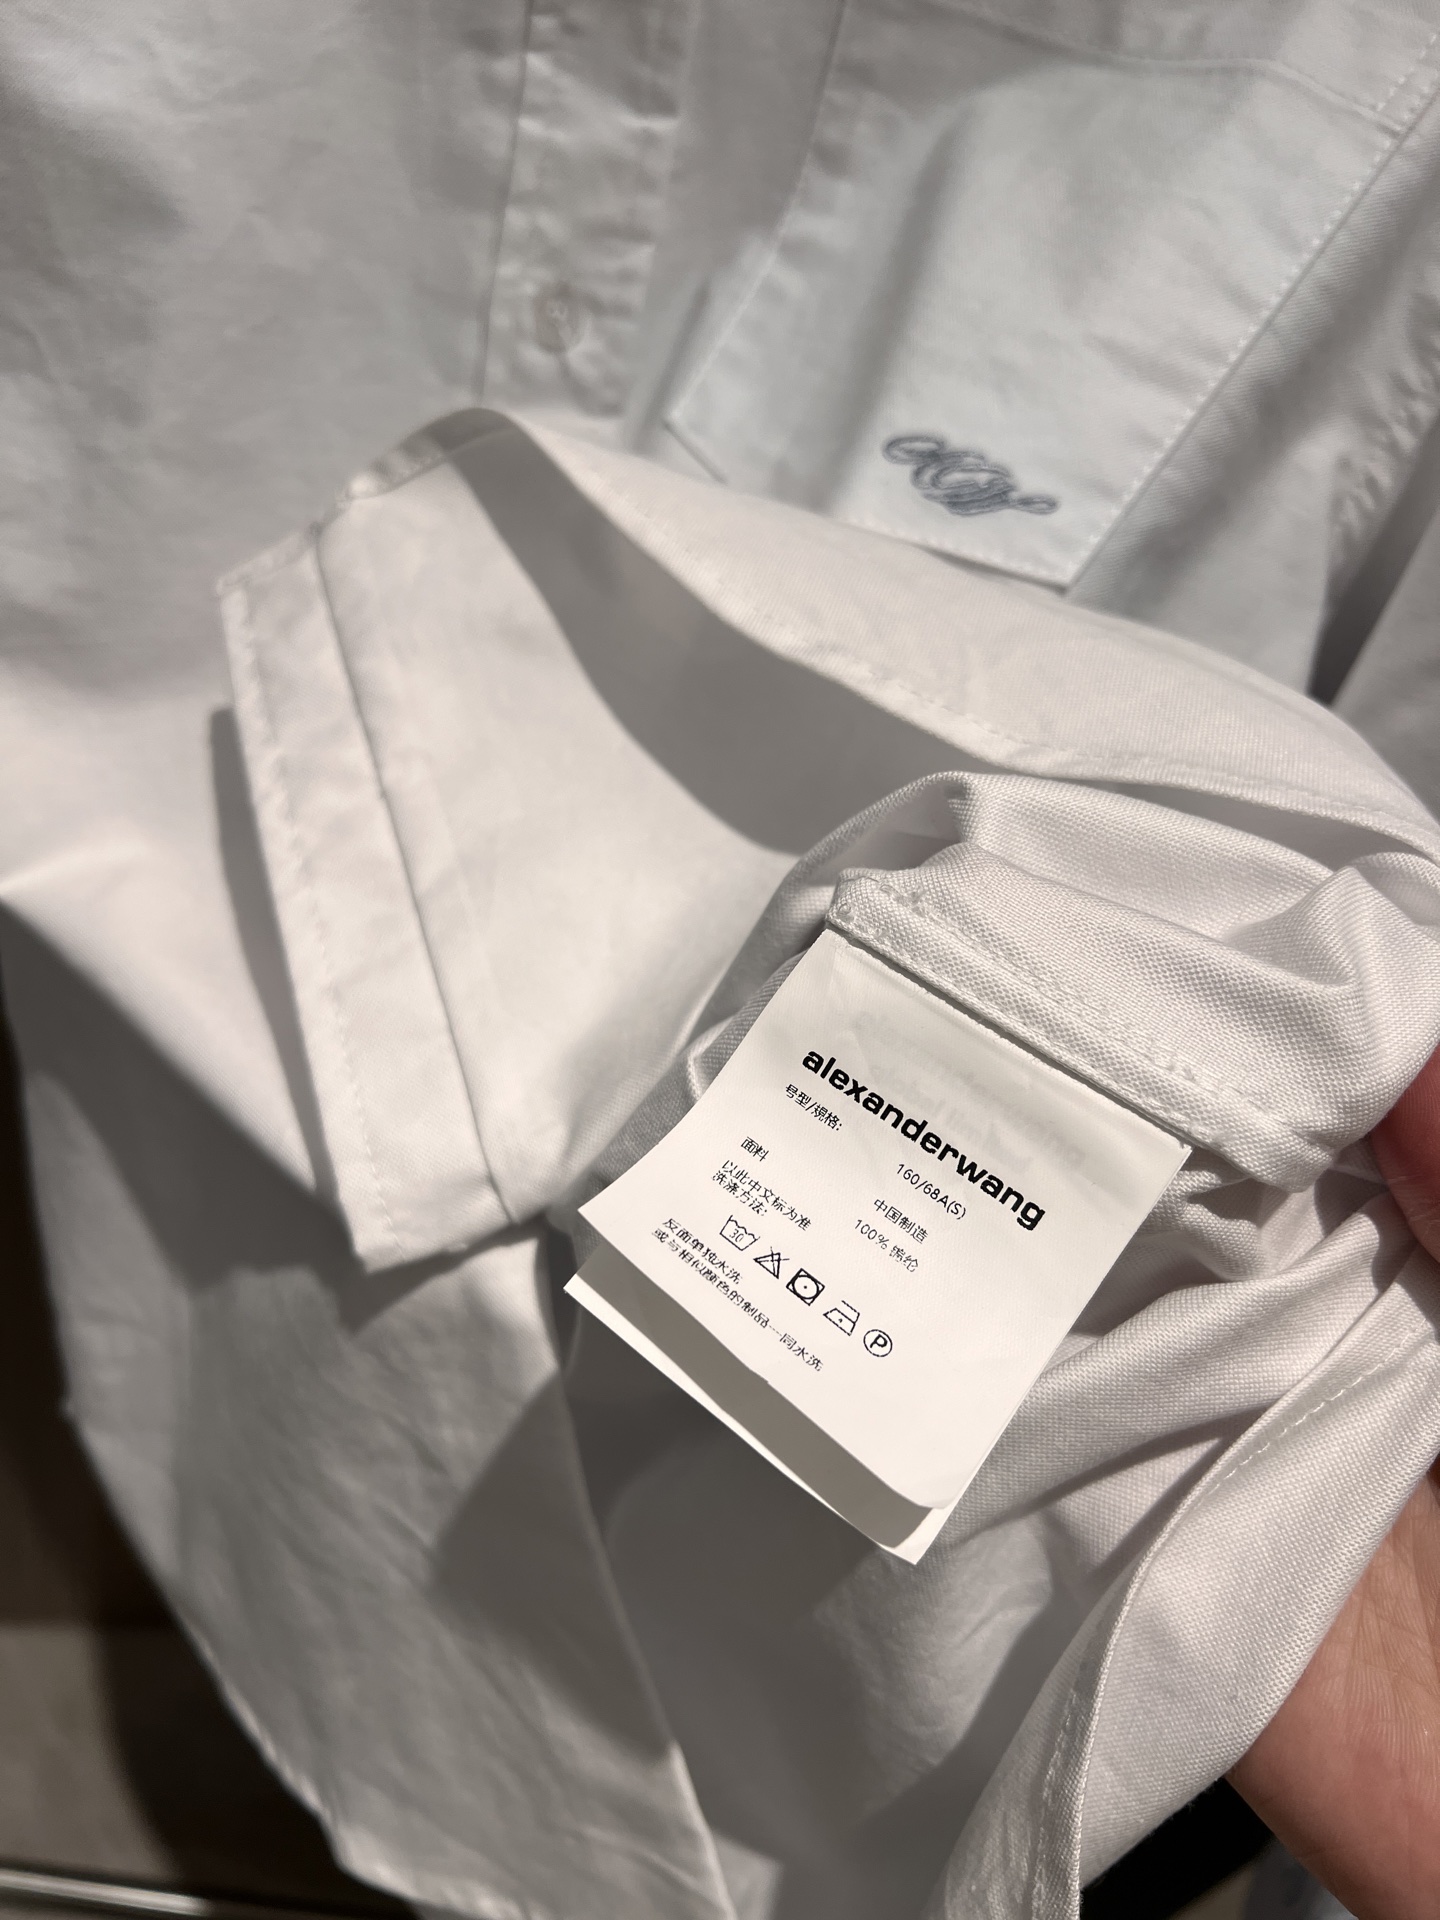 AGW
alexanderwang
号型/规格:
160/68A(S)
中国制造
面料
100% 锦纶
以此中文标为准
洗涤方法:
30
P
反面单独水洗
或与相似颜色的制品一同水洗